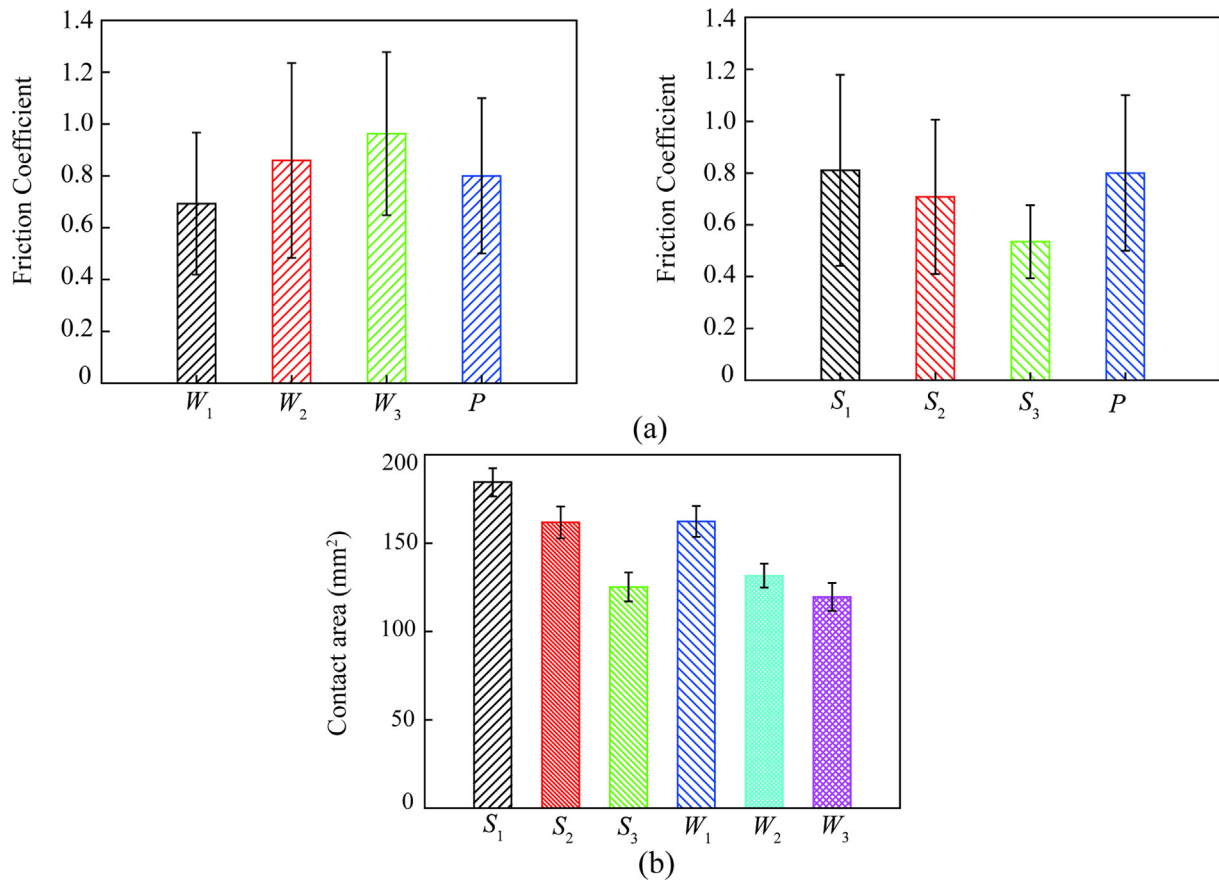 Friction Coefficient
1.4
1.2
1.0
0.8
0.6
0.4
0.2
0
W1 W2 W3 P
Friction Coefficient
1.4
1.2
1.0
0.8
0.6
0.4
0.2
0
S1 S2 S3 P
(a)
Contact area (mm²)
200
150
100
50
0
S1 S2 S3 W1 W2 W3
(b)